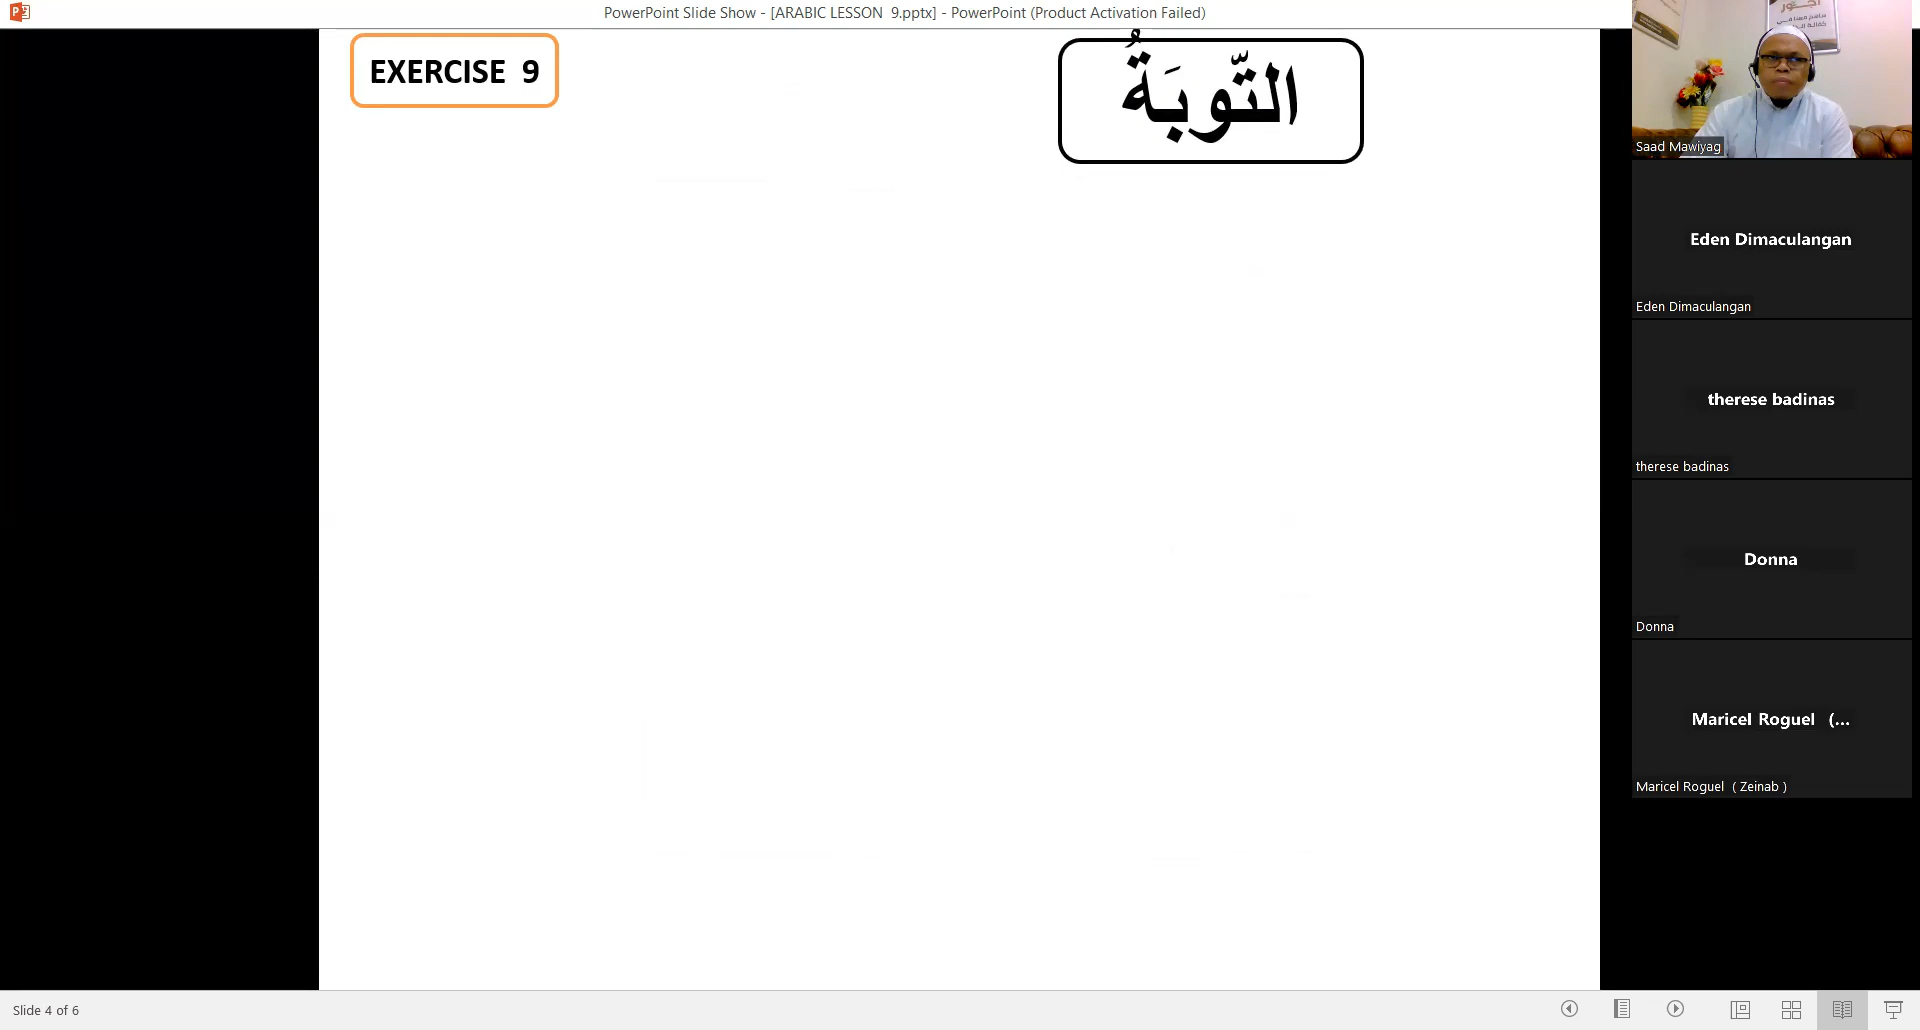 PowerPoint Slide Show - [ARABIC LESSON  9.pptx] - PowerPoint (Product Activation Failed)
EXERCISE  9
التّوبَةُ
Saad Mawiyag
Eden Dimaculangan
Eden Dimaculangan
therese badinas
therese badinas
Donna
Donna
Maricel Roguel  (...
Maricel Roguel  ( Zeinab )
Slide 4 of 6